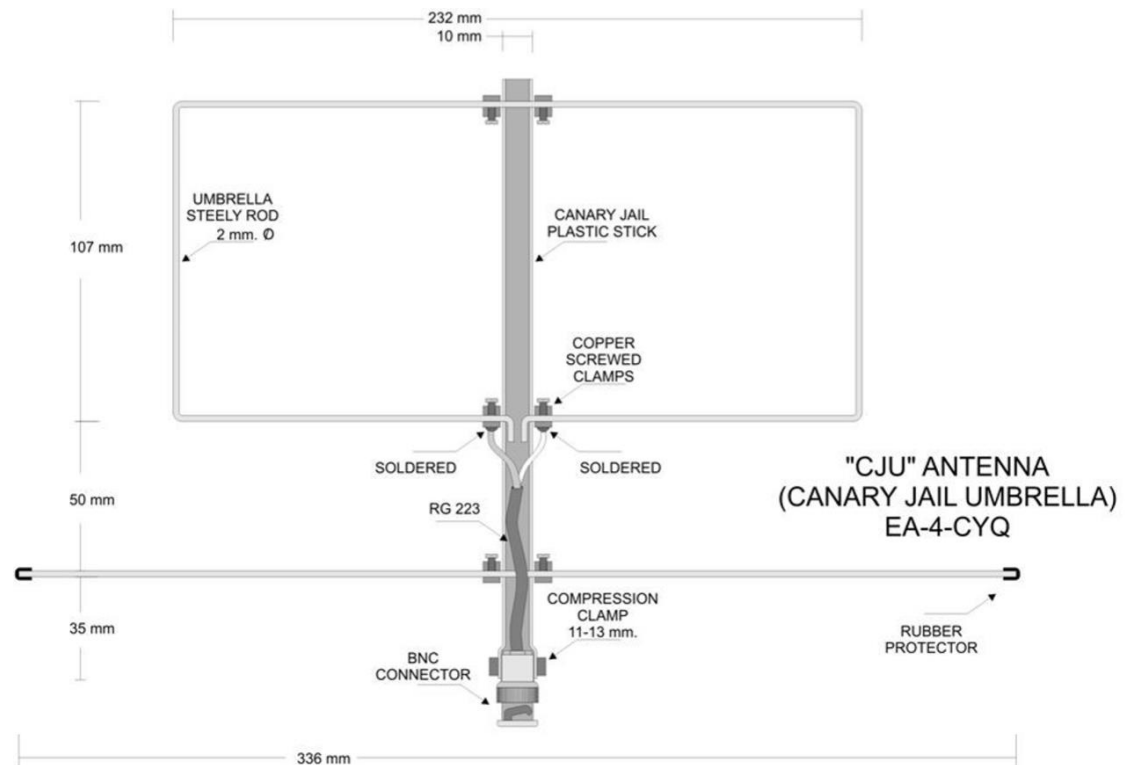 232 mm
10 mm
UMBRELLA
STEELY ROD
2 mm. Ø
CANARY JAIL
PLASTIC STICK
107 mm
COPPER
SCREWED
CLAMPS
SOLDERED
SOLDERED
"CJU" ANTENNA
(CANARY JAIL UMBRELLA)
EA-4-CYQ
50 mm
RG 223
COMPRESSION
CLAMP
11-13 mm.
35 mm
RUBBER
PROTECTOR
BNC
CONNECTOR
336 mm